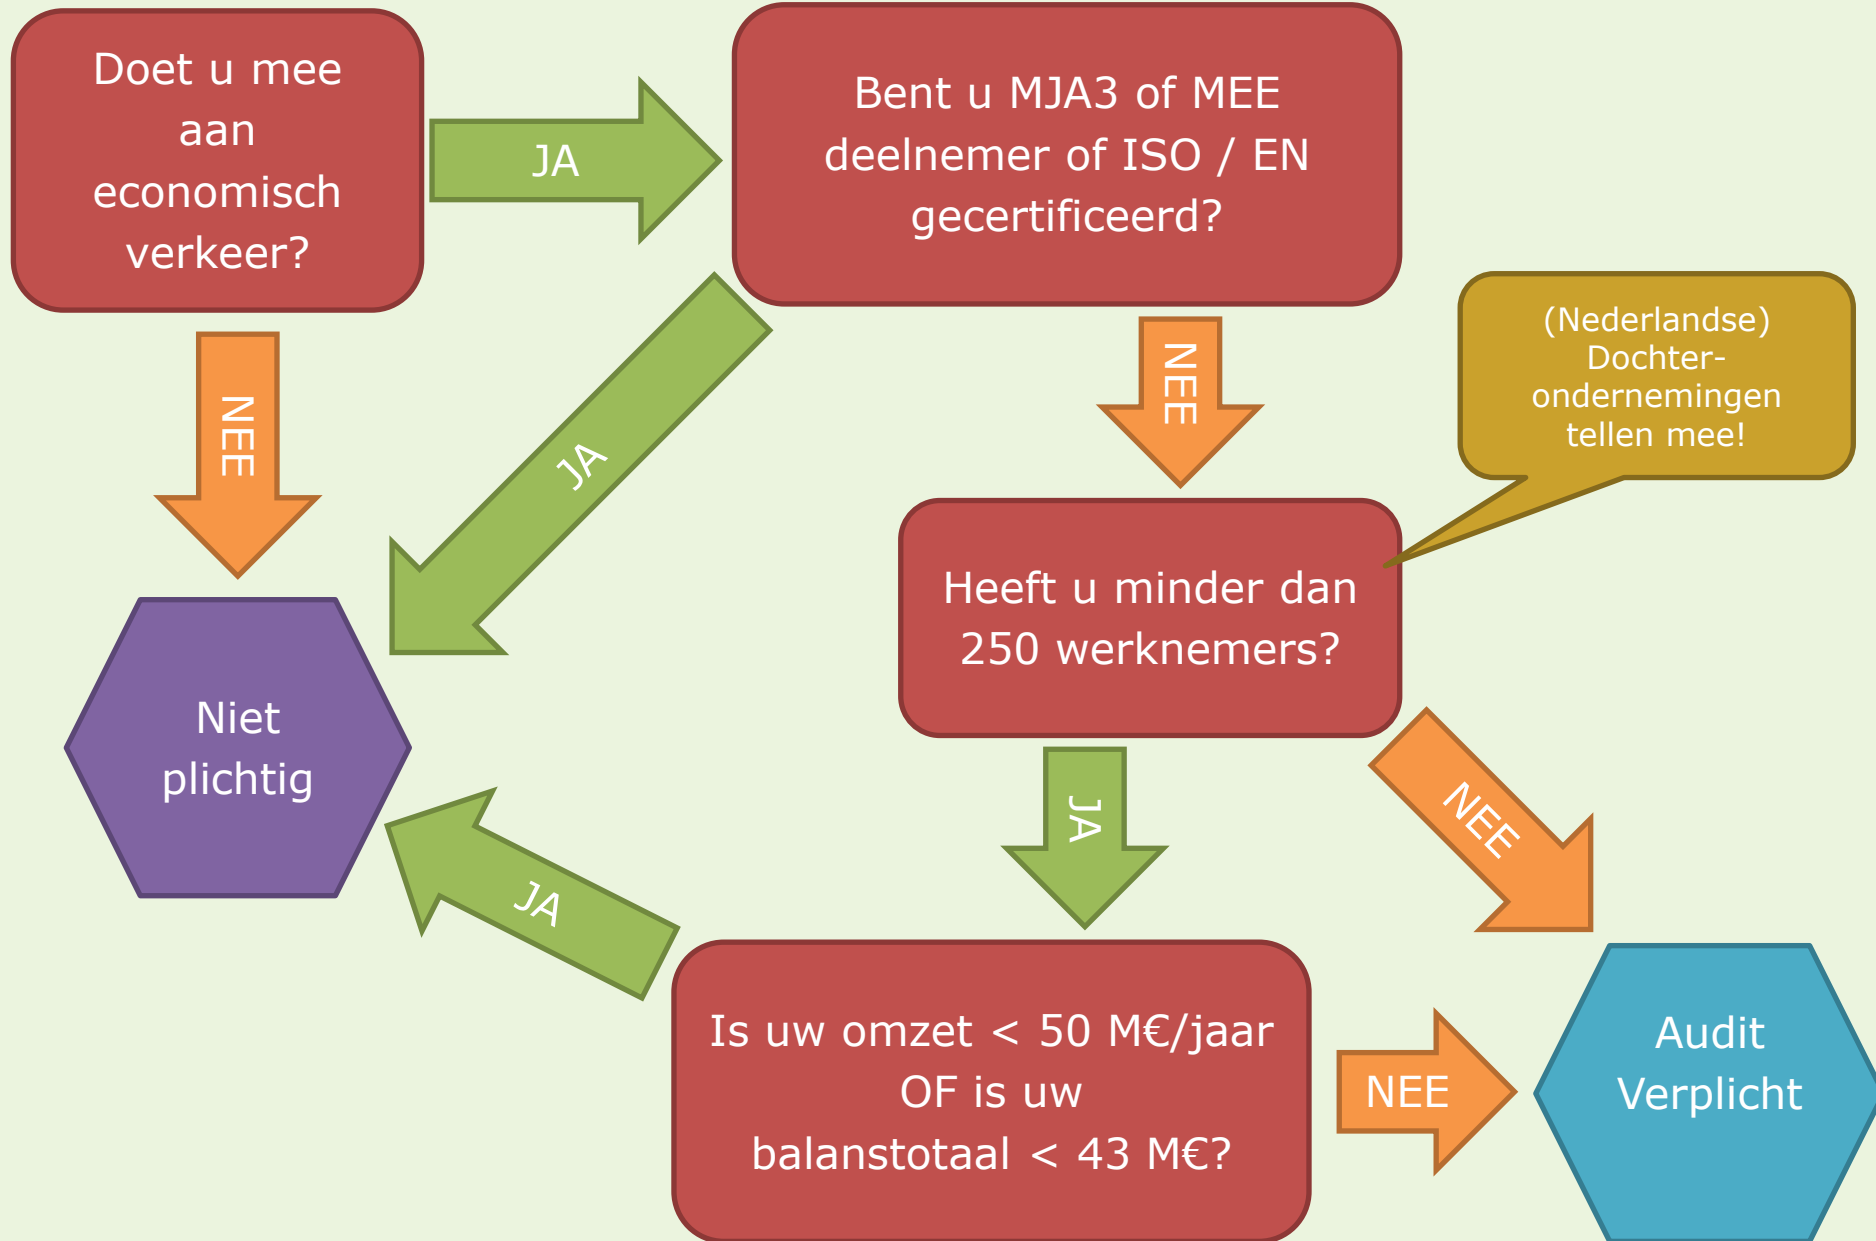 Doet u mee
aan
economisch
verkeer?
JA
Bent u MJA3 of MEE
deelnemer of ISO / EN
gecertificeerd?
NEE
JA
NEE
(Nederlandse)
Dochter-
ondernemingen
tellen mee!
Heeft u minder dan
250 werknemers?
Niet
plichtig
JA
NEE
JA
Is uw omzet < 50 M€/jaar
OF is uw
balanstotaal < 43 M€?
NEE
Audit
Verplicht